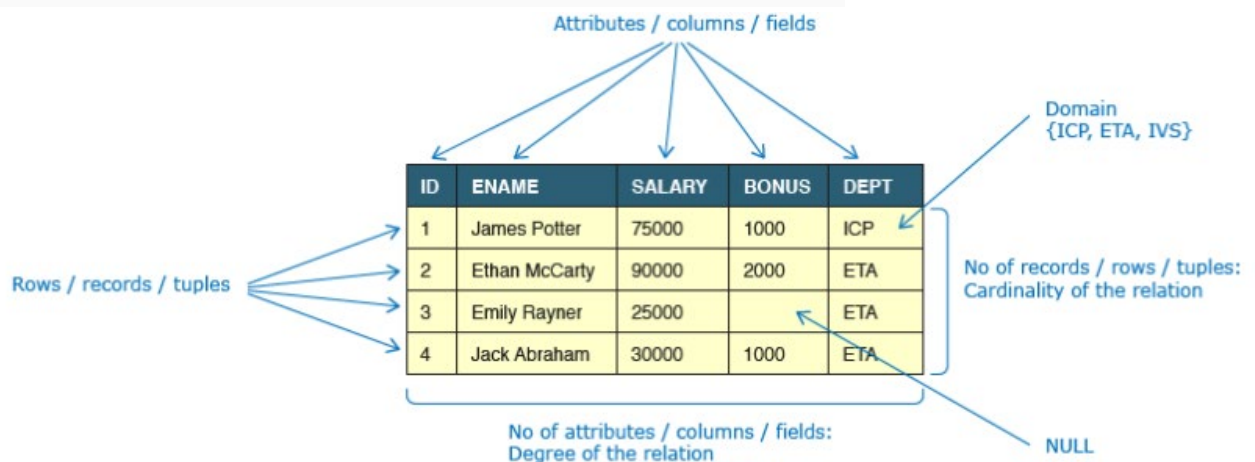 Attributes / columns / fields
Domain
{ICP, ETA, IVS}
ID ENAME SALARY BONUS DEPT
1 James Potter 75000 1000 ICP
2 Ethan McCarty 90000 2000 ETA
3 Emily Rayner 25000 ETA
4 Jack Abraham 30000 1000 ETA
Rows / records / tuples
No of records / rows / tuples:
Cardinality of the relation
No of attributes / columns / fields:
Degree of the relation
NULL